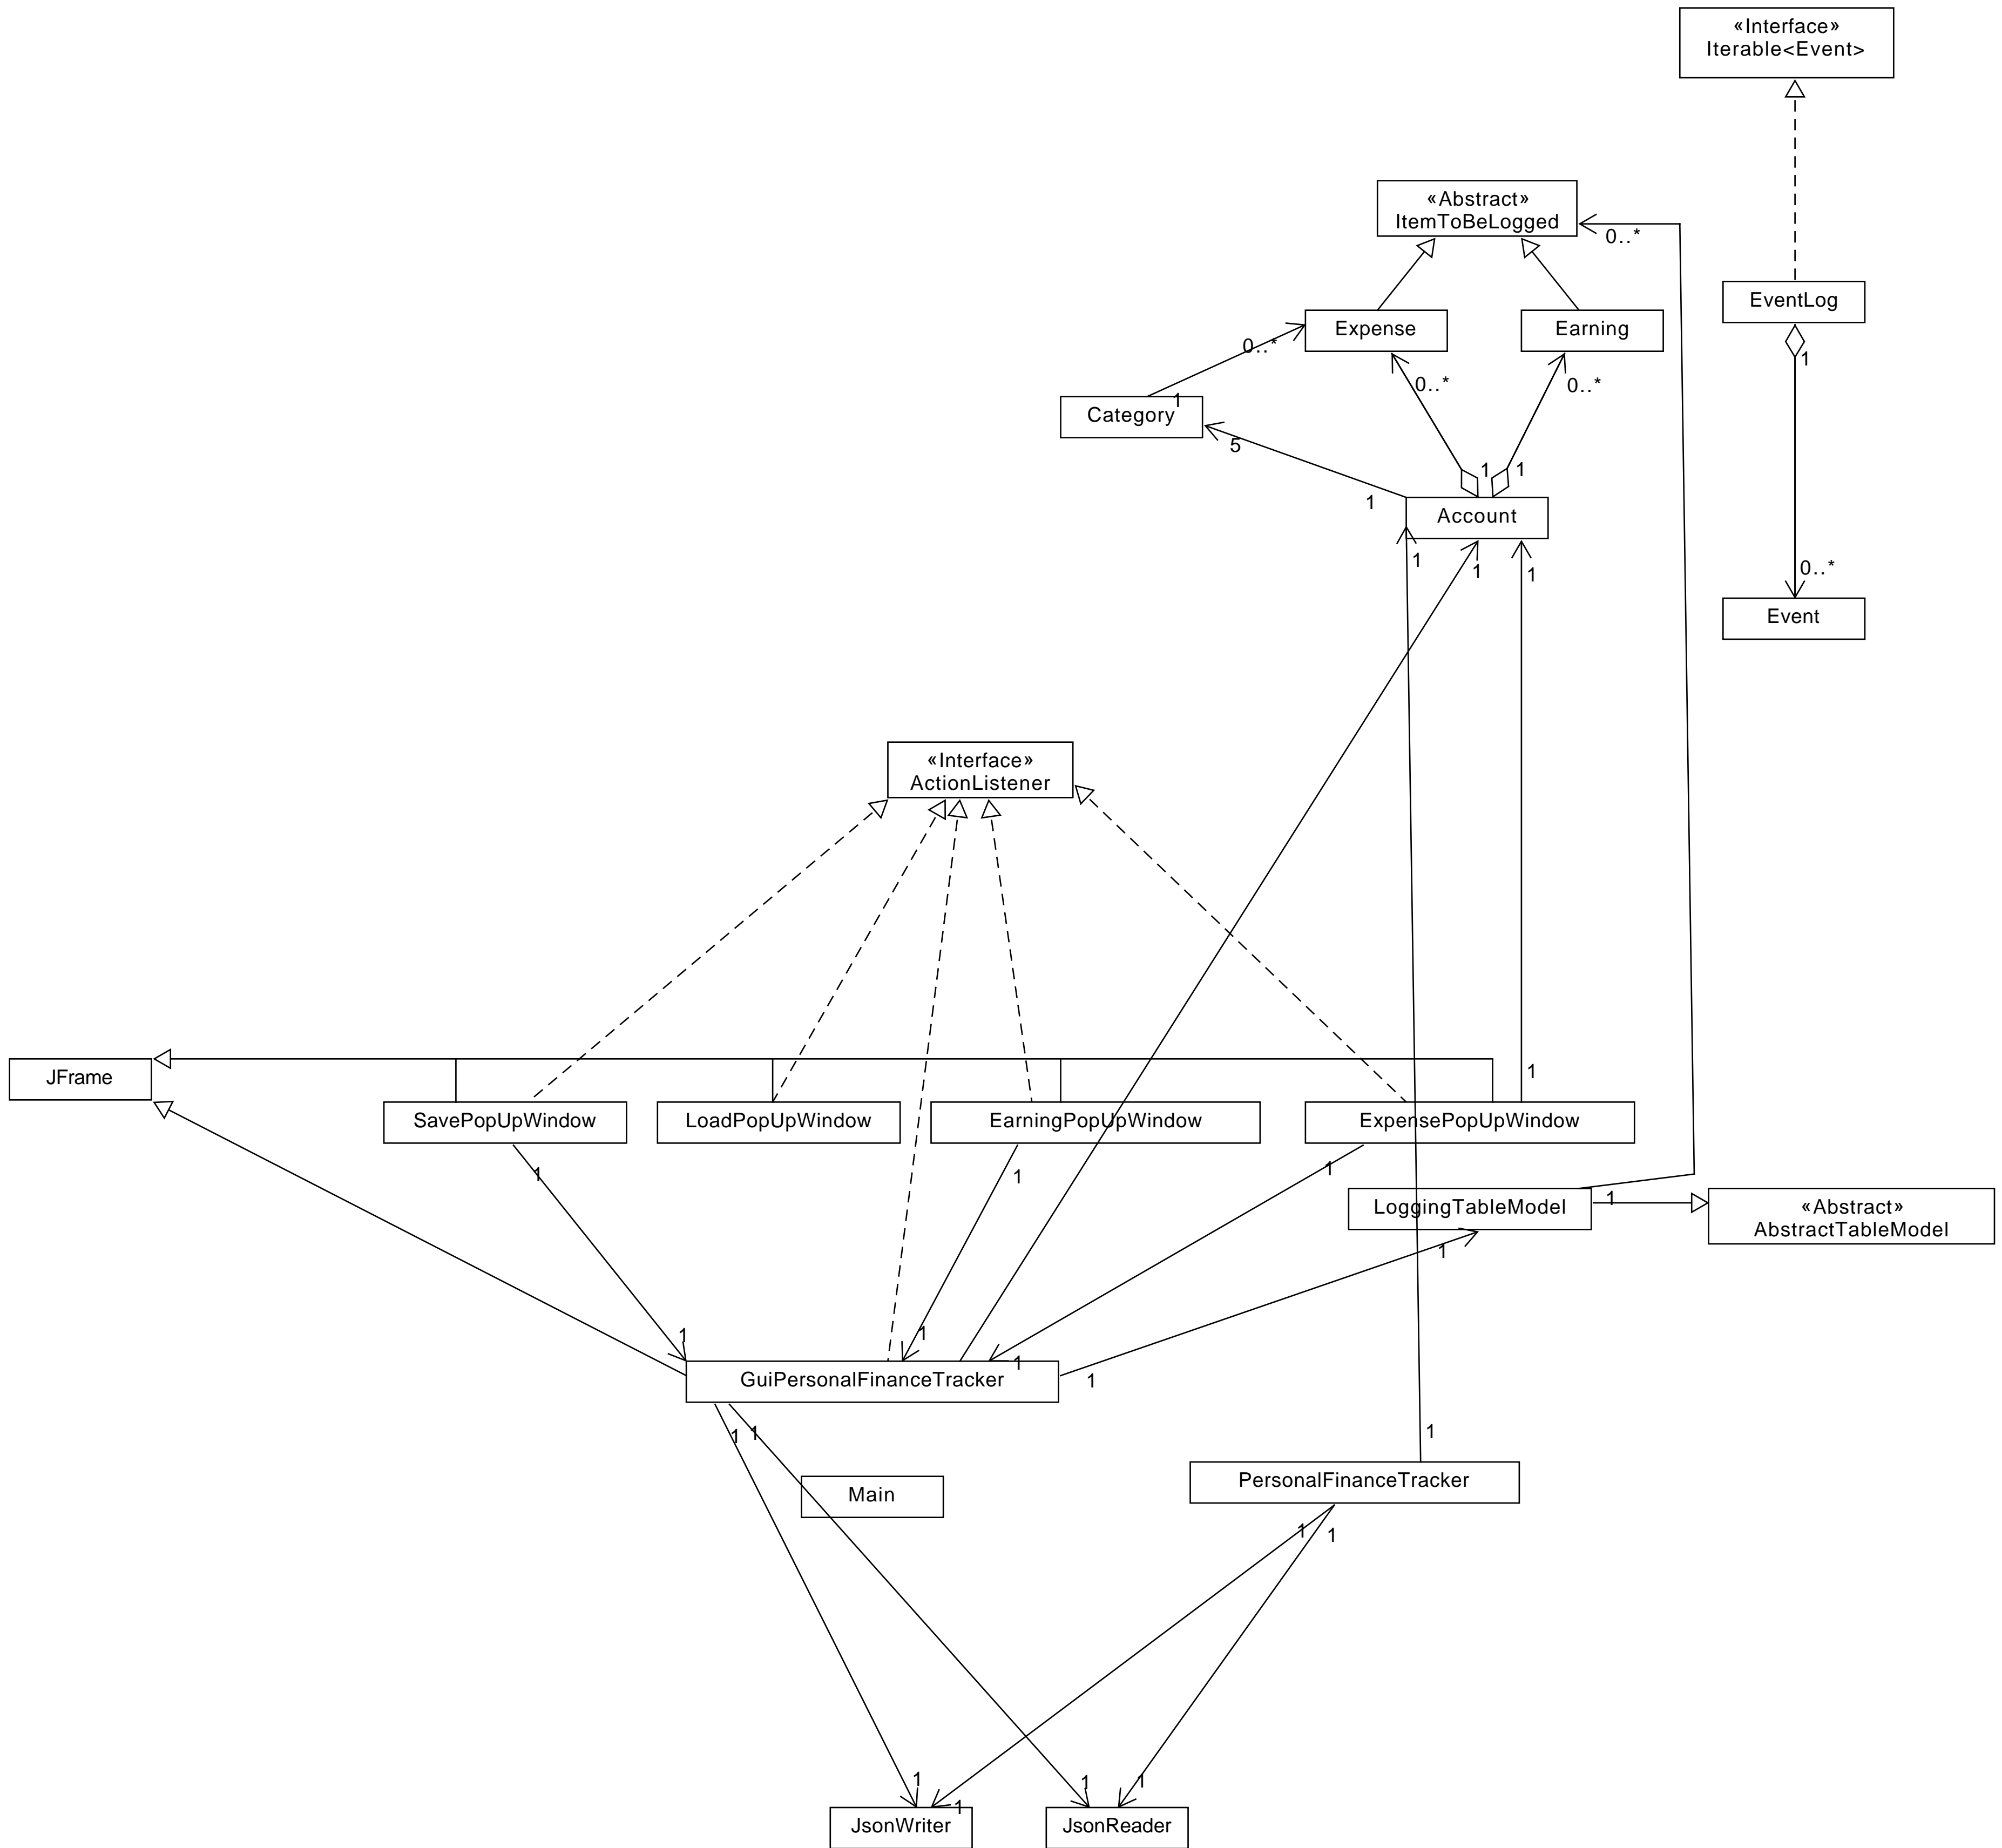 «Interface»
Iterable<Event>
«Abstract»
ItemToBeLogged
0..*
EventLog
1
Expense
Earning
0..*
0..*
0..*
Category
1
5
1
1
1
Account
1
1
1
0..*
Event
«Interface»
ActionListener
JFrame
1
SavePopUpWindow
LoadPopUpWindow
EarningPopUpWindow
ExpensePopUpWindow
1
1
1
LoggingTableModel
1
«Abstract»
AbstractTableModel
1
1
1
1
GuiPersonalFinanceTracker
1
1
1
1
PersonalFinanceTracker
Main
1
1
1
1
1
1
JsonWriter
JsonReader